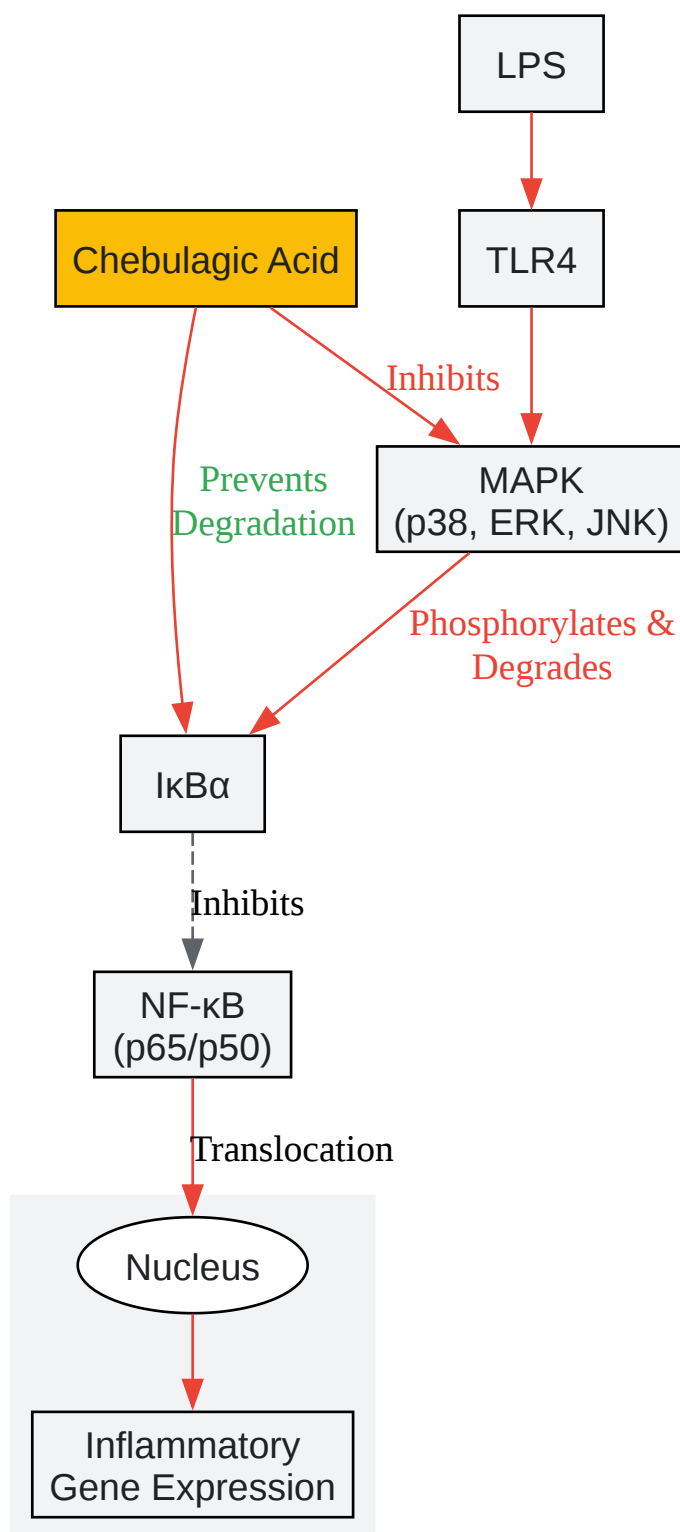 LPS
Chebulagic Acid
TLR4
Inhibits
Prevents
Degradation
MAPK
(p38, ERK, JNK)
Phosphorylates &
Degrades
IκBα
Inhibits
NF-κB
(p65/p50)
Translocation
Nucleus
Inflammatory
Gene Expression